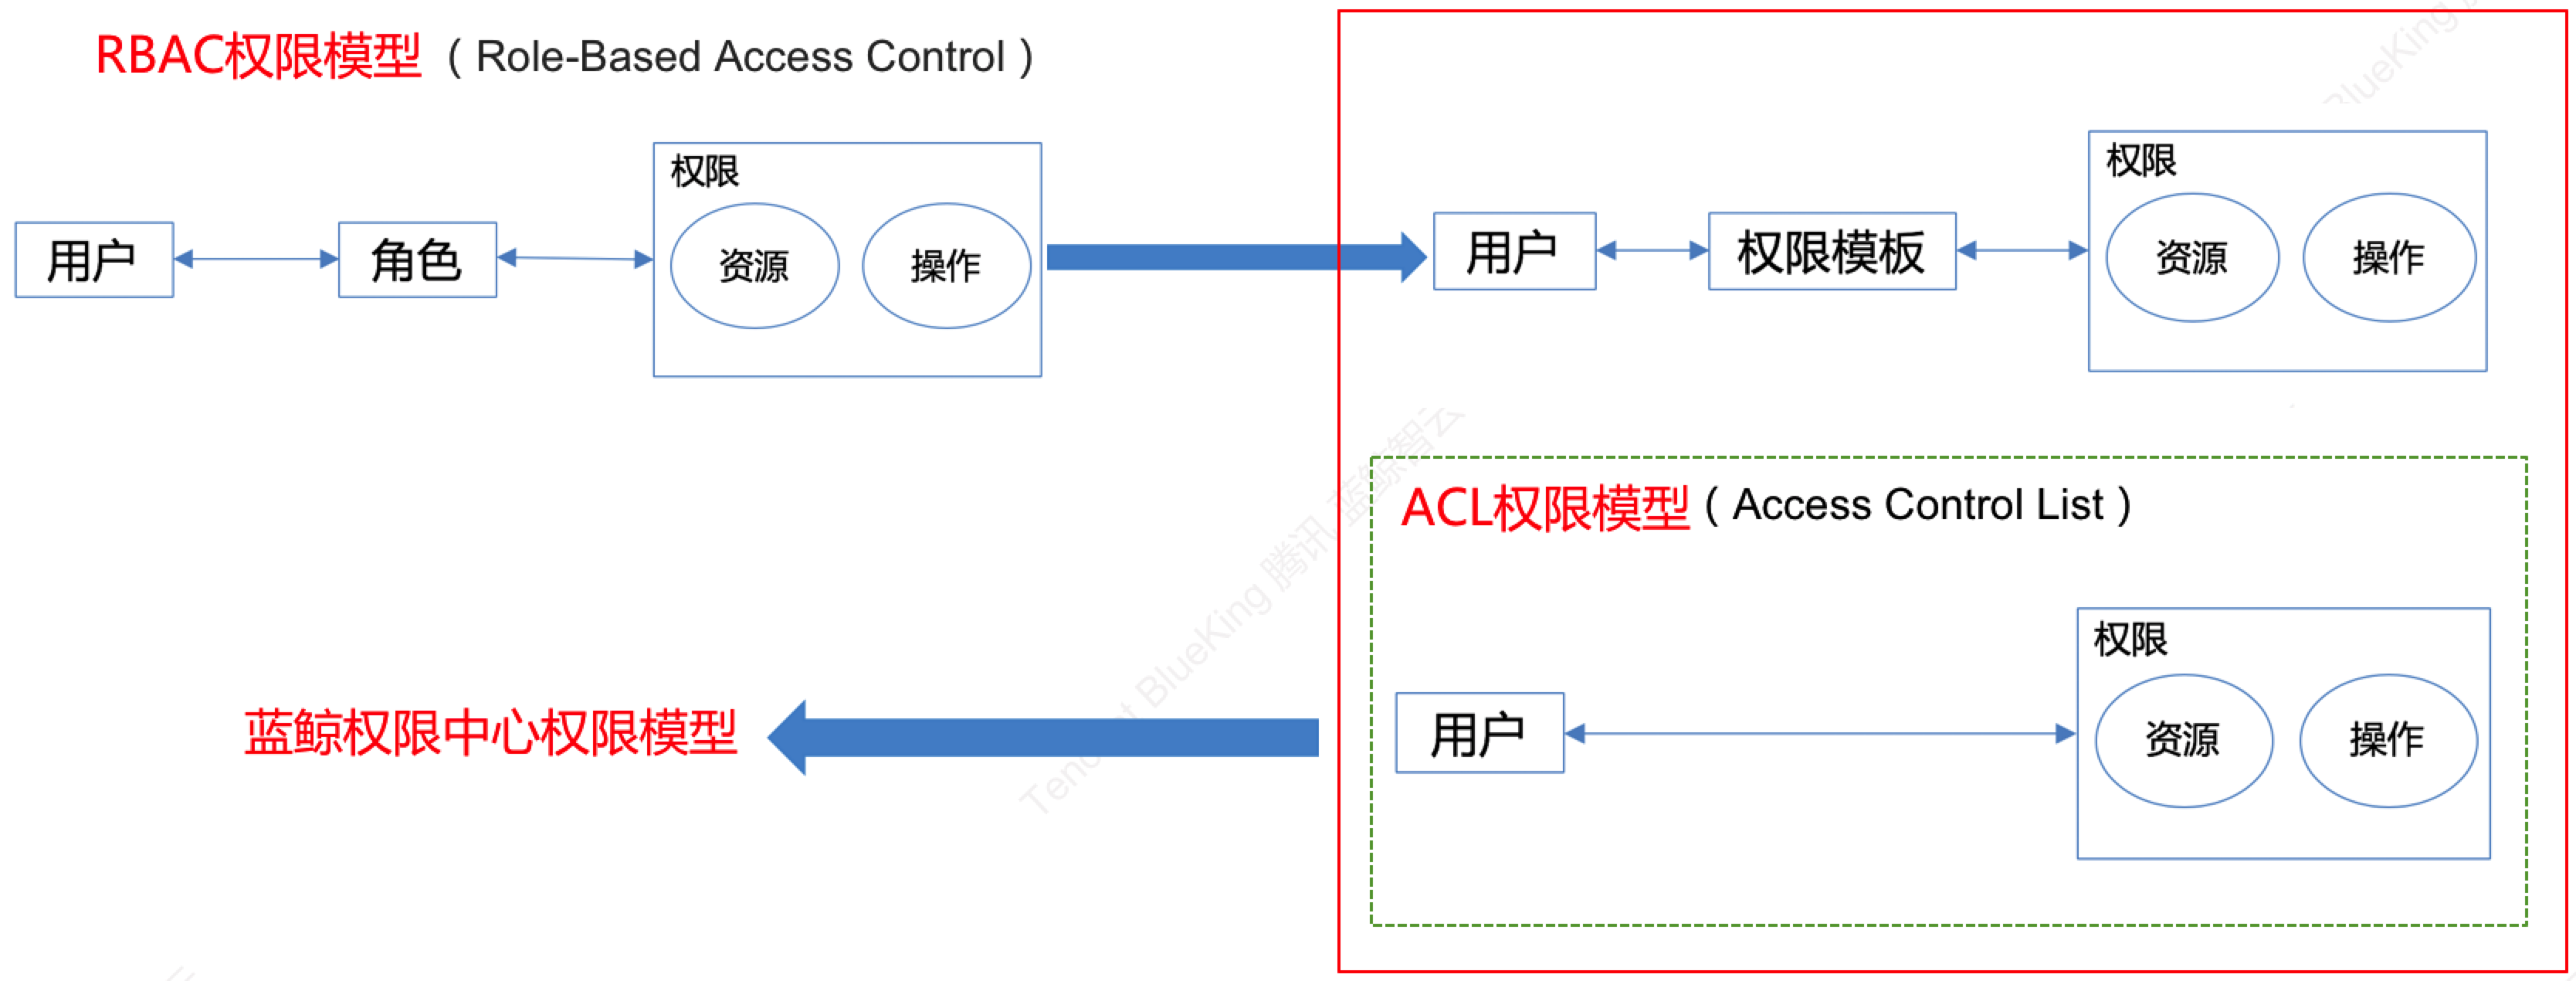 RBAC权限模型 ( Role-Based Access Control )
用户
角色
权限
资源
操作
用户
权限模板
权限
资源
操作
ACL权限模型 ( Access Control List )
用户
权限
资源
操作
蓝鲸权限中心权限模型
Tencent BlueKing 腾讯 蓝鲸智云
BlueKing